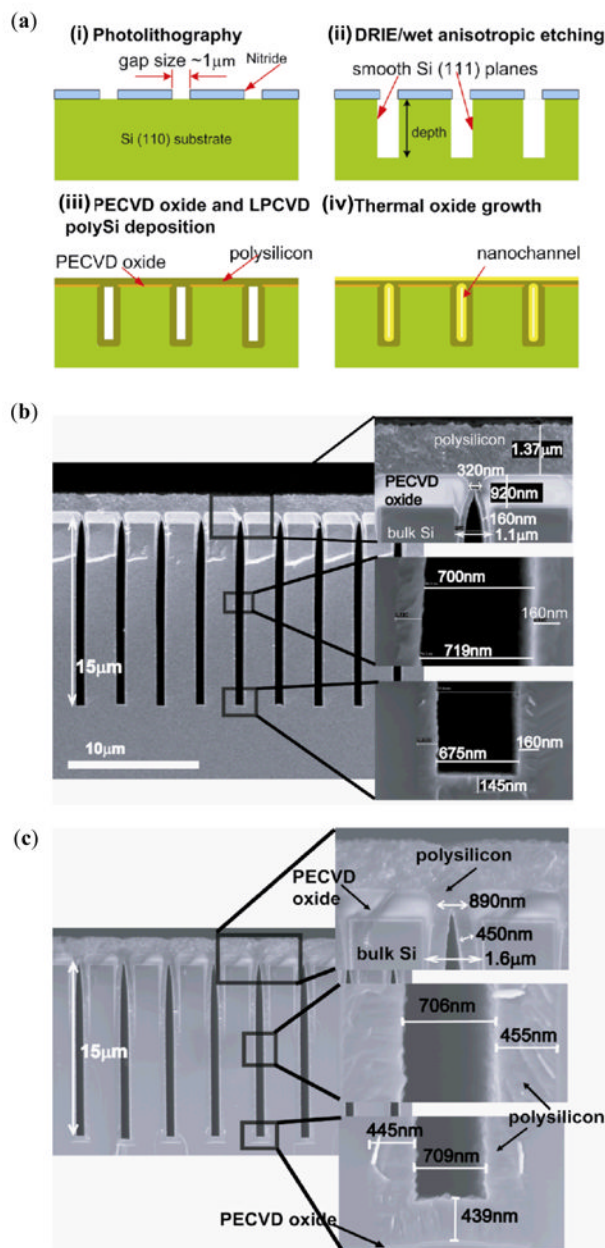 (a)
(i) Photolithography
gap size ~1μm
Nitride
Si (110) substrate
(ii) DRIE/wet anisotropic etching
smooth Si (111) planes
depth
(iii) PECVD oxide and LPCVD
polySi deposition
PECVD oxide
polysilicon
(iv) Thermal oxide growth
nanochannel
(b)
15μm
10μm
polysilicon
1.37μm
320nm
PECVD
oxide
920nm
160nm
bulk Si
1.1μm
700nm
160nm
719nm
160nm
675nm
145nm
(c)
15μm
polysilicon
PECVD
oxide
890nm
450nm
bulk Si
1.6μm
706nm
455nm
polysilicon
445nm
709nm
439nm
PECVD oxide